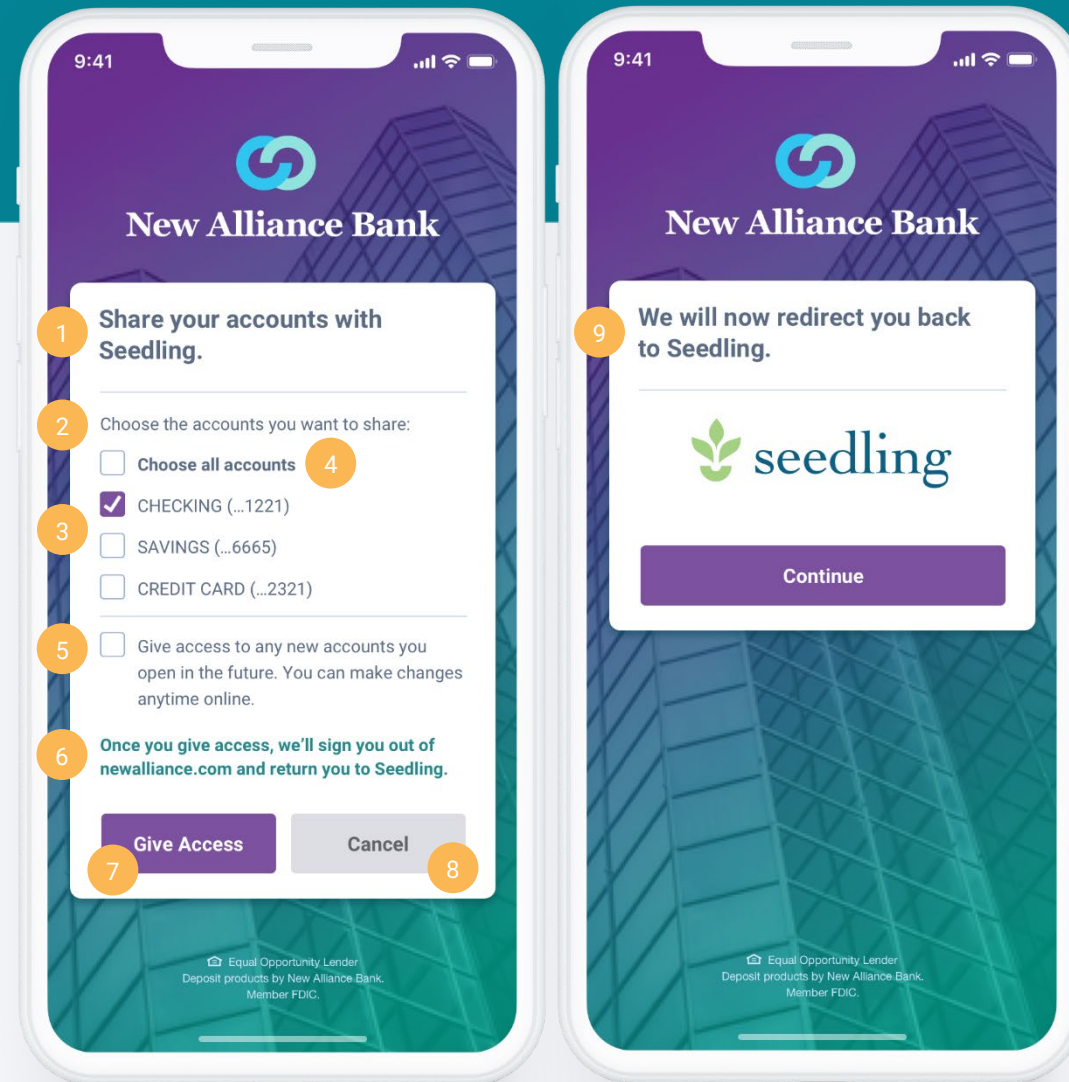 9:41
New Alliance Bank
1
Share your accounts with
Seedling.
2
Choose the accounts you want to share:
Choose all accounts
4
CHECKING (...1221)
3
SAVINGS (...6665)
CREDIT CARD (...2321)
5
Give access to any new accounts you
open in the future. You can make changes
anytime online.
6
Once you give access, we’ll sign you out of
newalliance.com and return you to Seedling.
Give Access
Cancel
7
8
Equal Opportunity Lender
Deposit products by New Alliance Bank.
Member FDIC.
9:41
New Alliance Bank
9
We will now redirect you back
to Seedling.
seedling
Continue
Equal Opportunity Lender
Deposit products by New Alliance Bank.
Member FDIC.